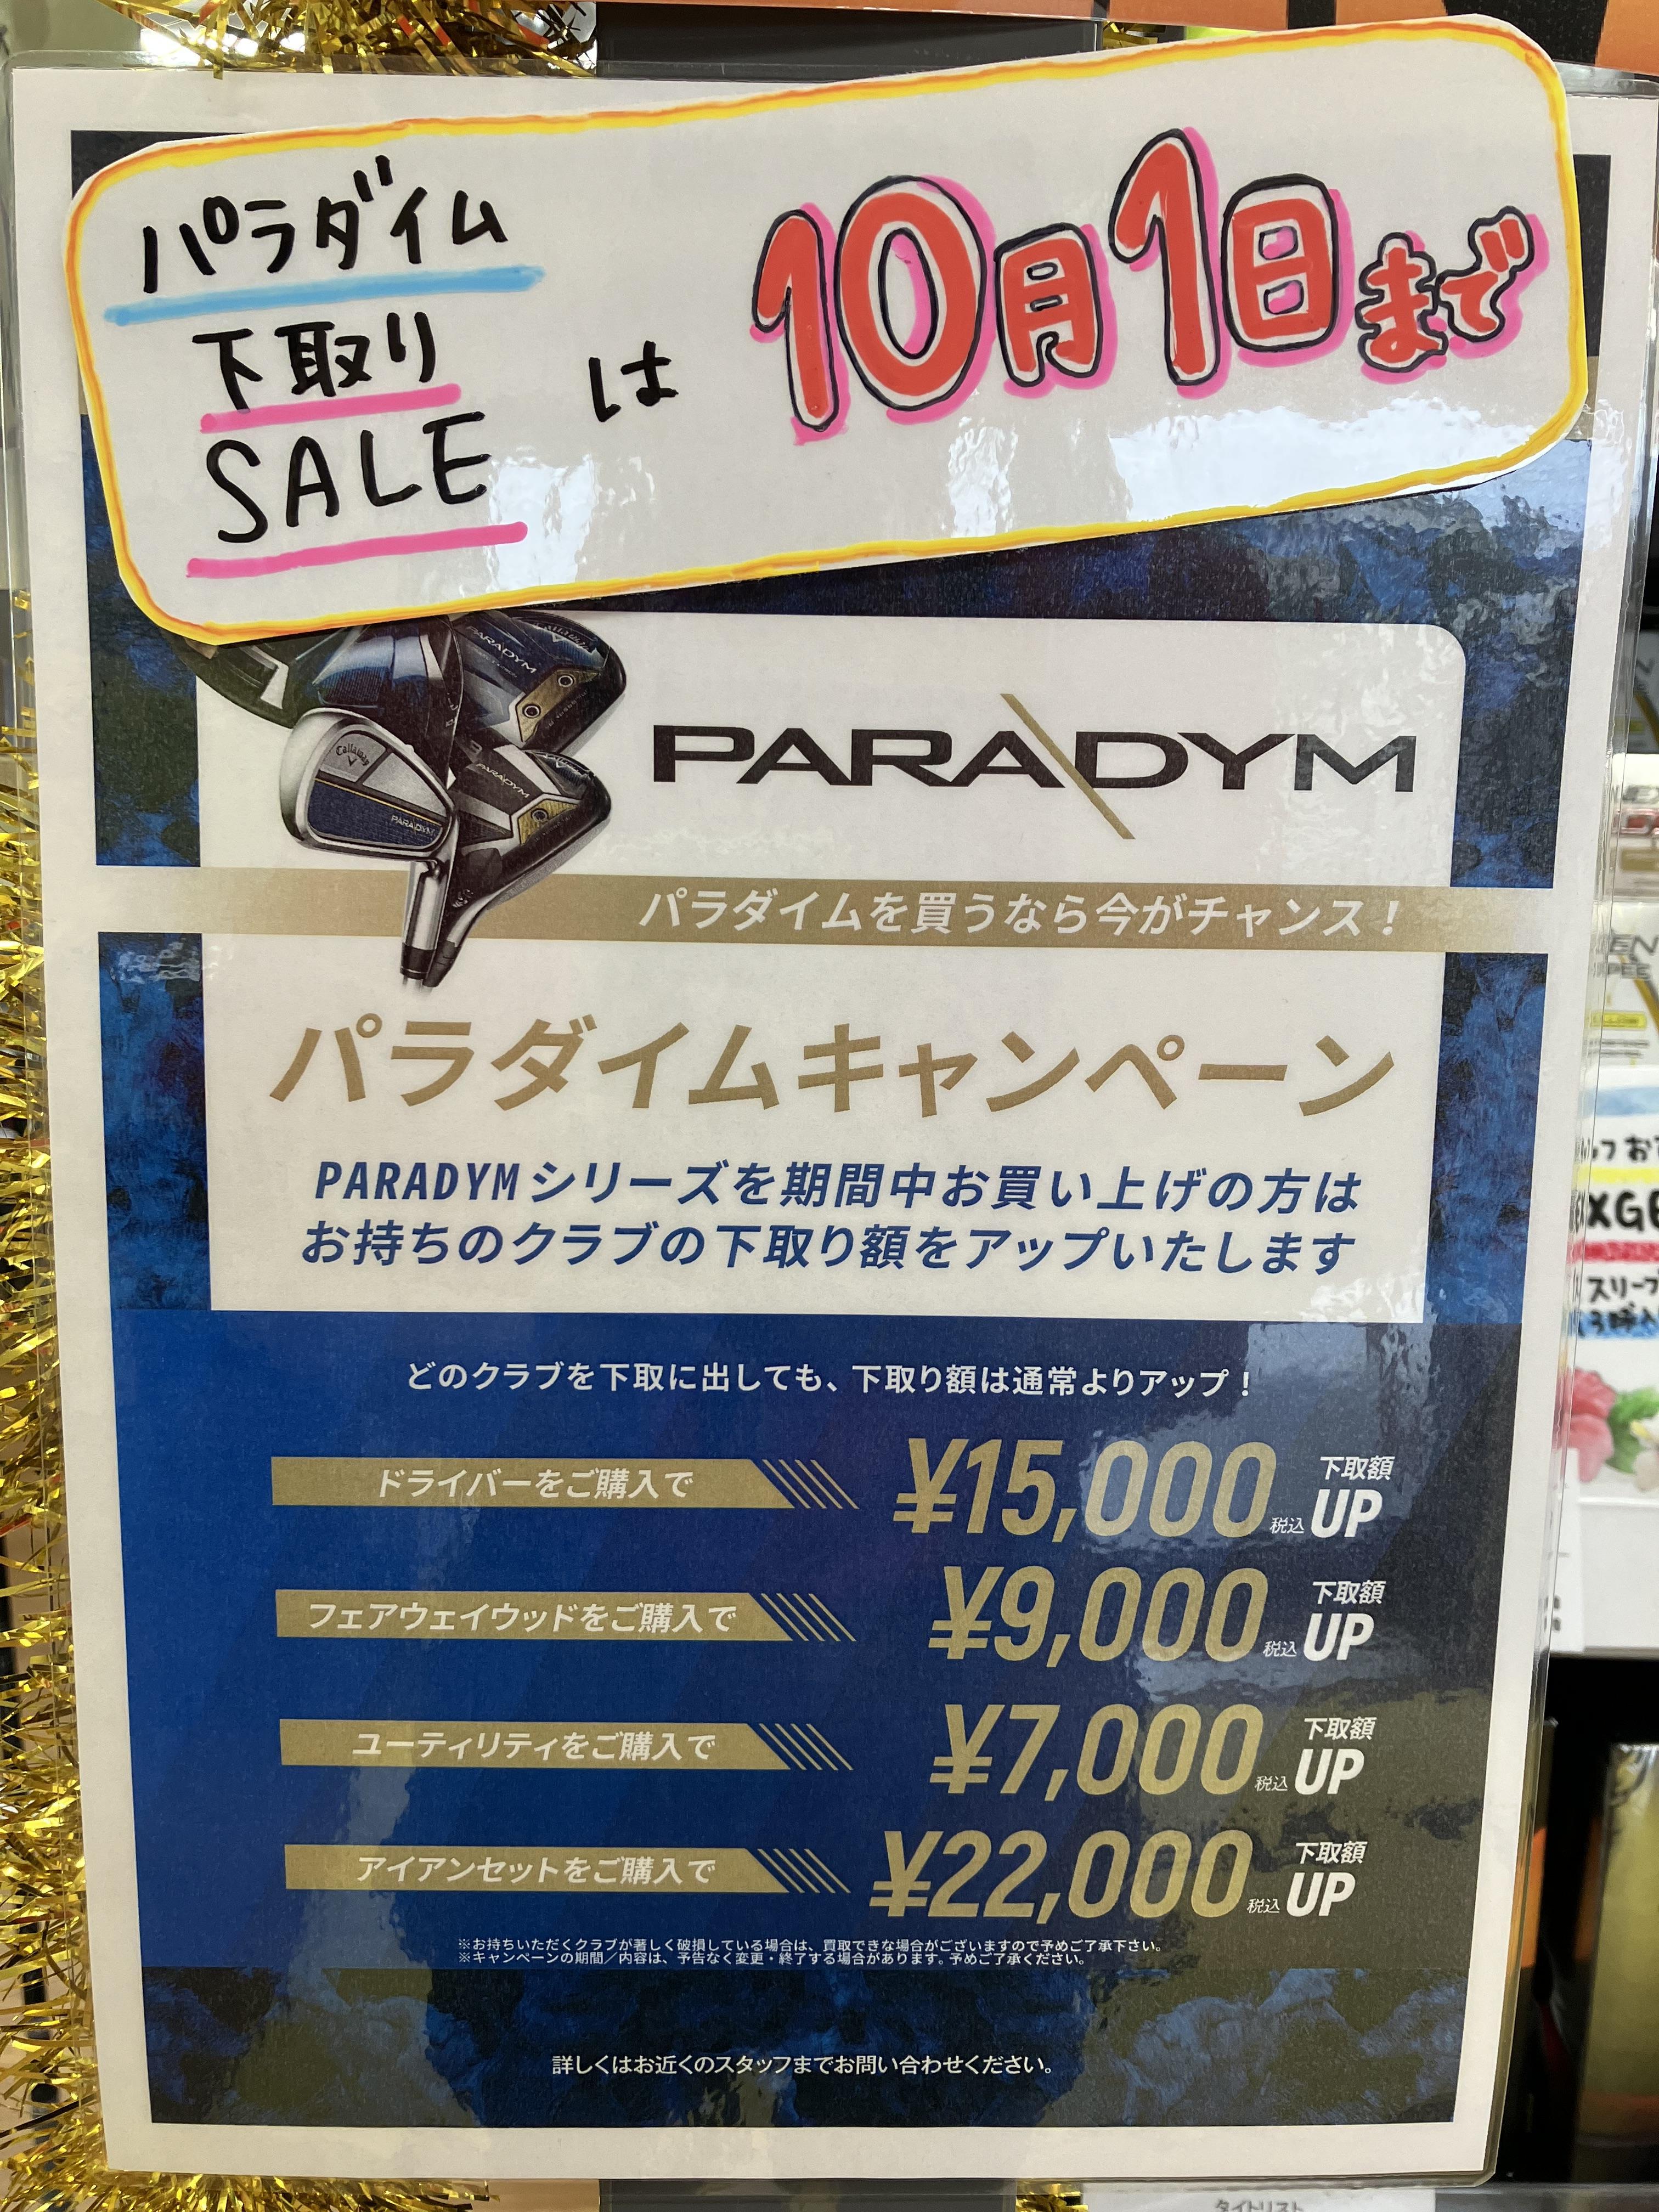 パラダイム
下取り
SALE
は
10月1日まで
Callaway
PARADYM
PARADYM
PARADYM
PARADYM
パラダイムを買うなら今がチャンス！
パラダイムキャンペーン
PARADYMシリーズを期間中お買い上げの方は
お持ちのクラブの下取り額をアップいたします
どのクラブを下取に出しても、下取り額は通常よりアップ！
ドライバーをご購入で ¥15,000 税込 下取額 UP
フェアウェイウッドをご購入で ¥9,000 税込 下取額 UP
ユーティリティをご購入で ¥7,000 税込 下取額 UP
アイアンセットをご購入で ¥22,000 税込 下取額 UP
※お持ちいただくクラブが著しく破損している場合は、買取できな場合がございますので予めご了承下さい。
※キャンペーンの期間／内容は、予告なく変更・終了する場合があります。予めご了承ください。
詳しくはお近くのスタッフまでお問い合わせください。
タイトリスト